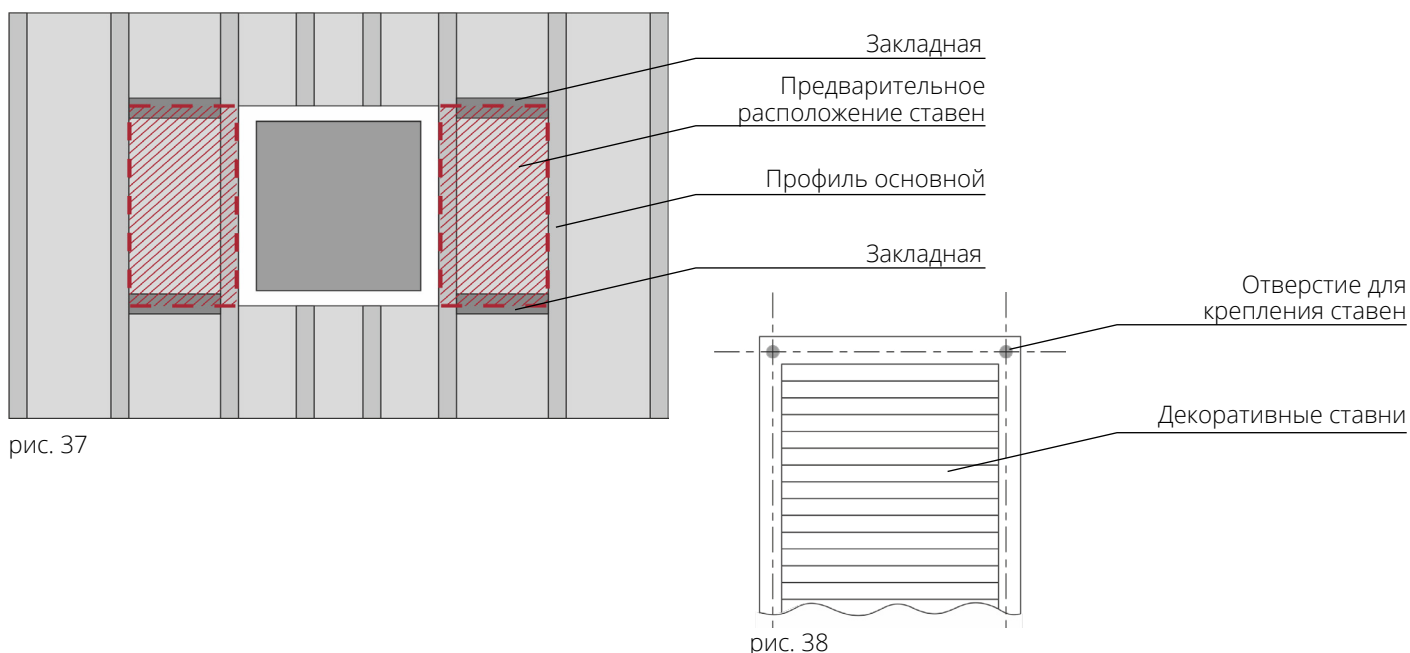 Закладная
Предварительное
расположение ставен
Профиль основной
Закладная
рис. 37
Отверстие для
крепления ставен
Декоративные ставни
рис. 38